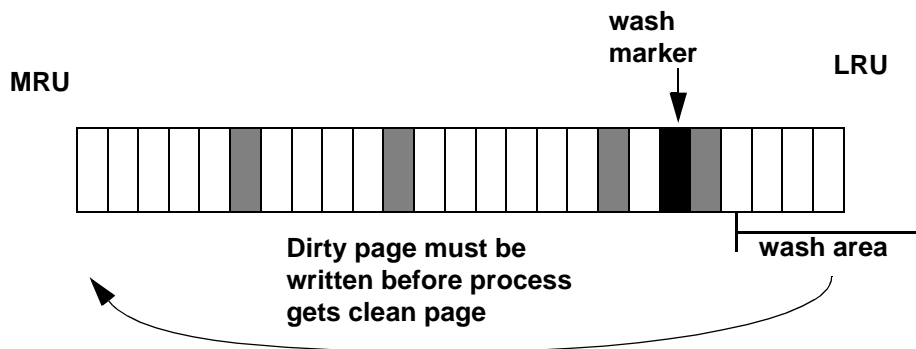 wash
marker
MRU
LRU
Dirty page must be
written before process
gets clean page
wash area